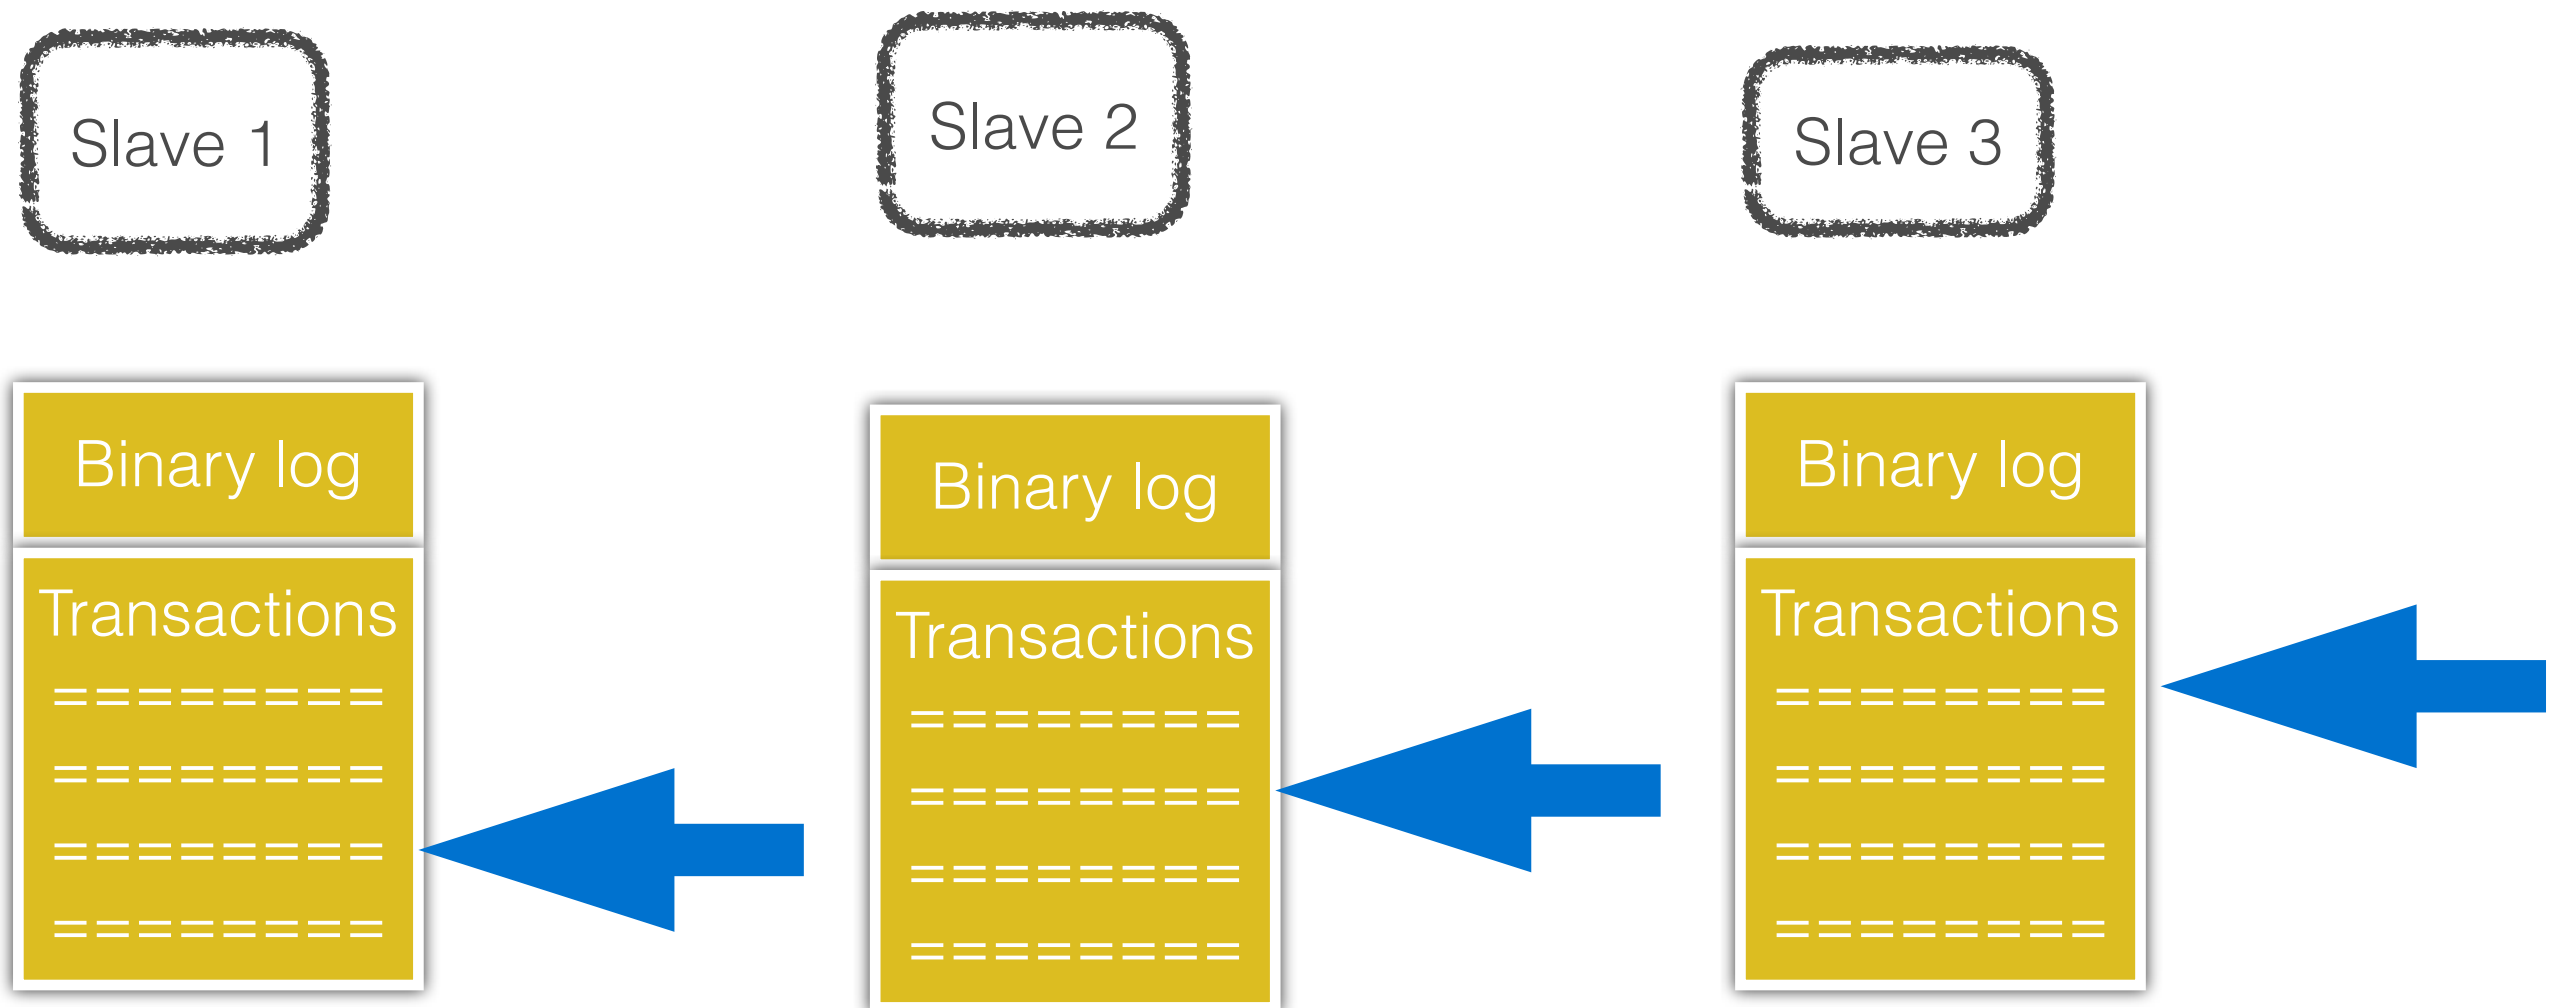 Slave 1
Slave 2
Slave 3
Binary log
Transactions
========
========
========
========
Binary log
Transactions
========
========
========
========
Binary log
Transactions
========
========
========
========